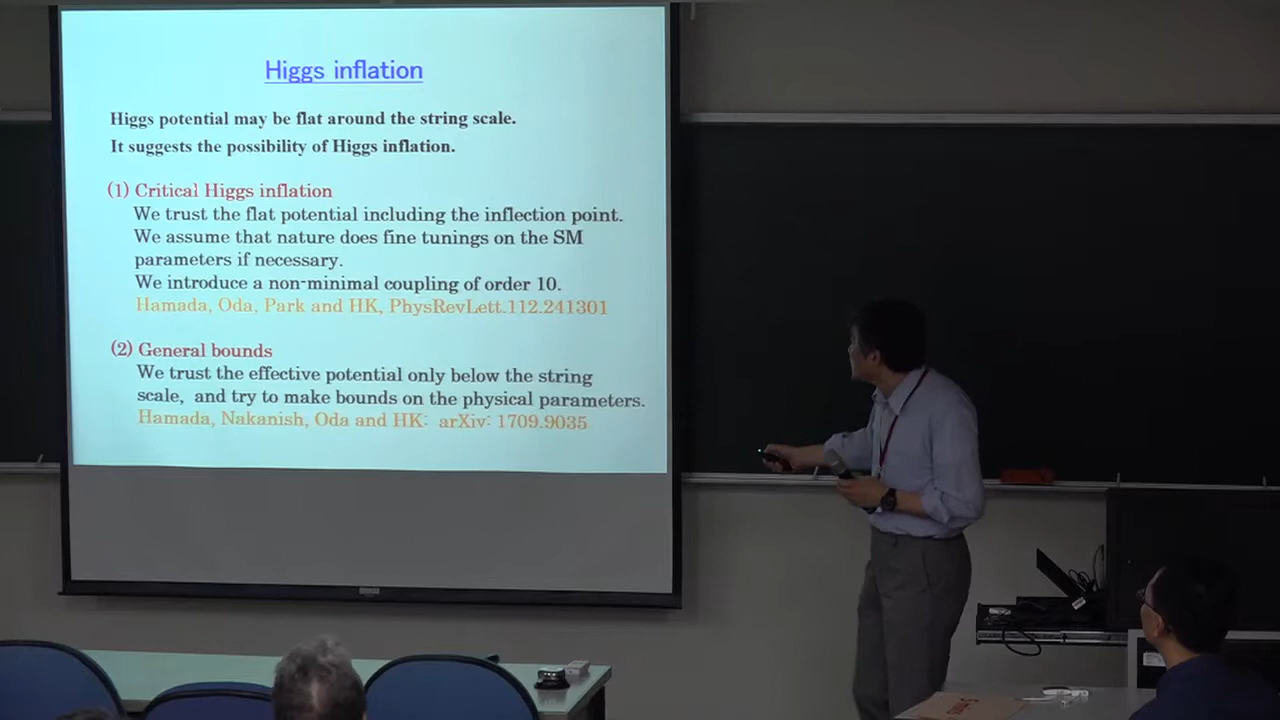 Higgs inflation
Higgs potential may be flat around the string scale.
It suggests the possibility of Higgs inflation.
(1) Critical Higgs inflation
We trust the flat potential including the inflection point.
We assume that nature does fine tunings on the SM
parameters if necessary.
We introduce a non-minimal coupling of order 10.
Hamada, Oda, Park and HK, PhysRevLett.112.241301
(2) General bounds
We trust the effective potential only below the string
scale, and try to make bounds on the physical parameters.
Hamada, Nakanish, Oda and HK: arXiv: 1709.9035